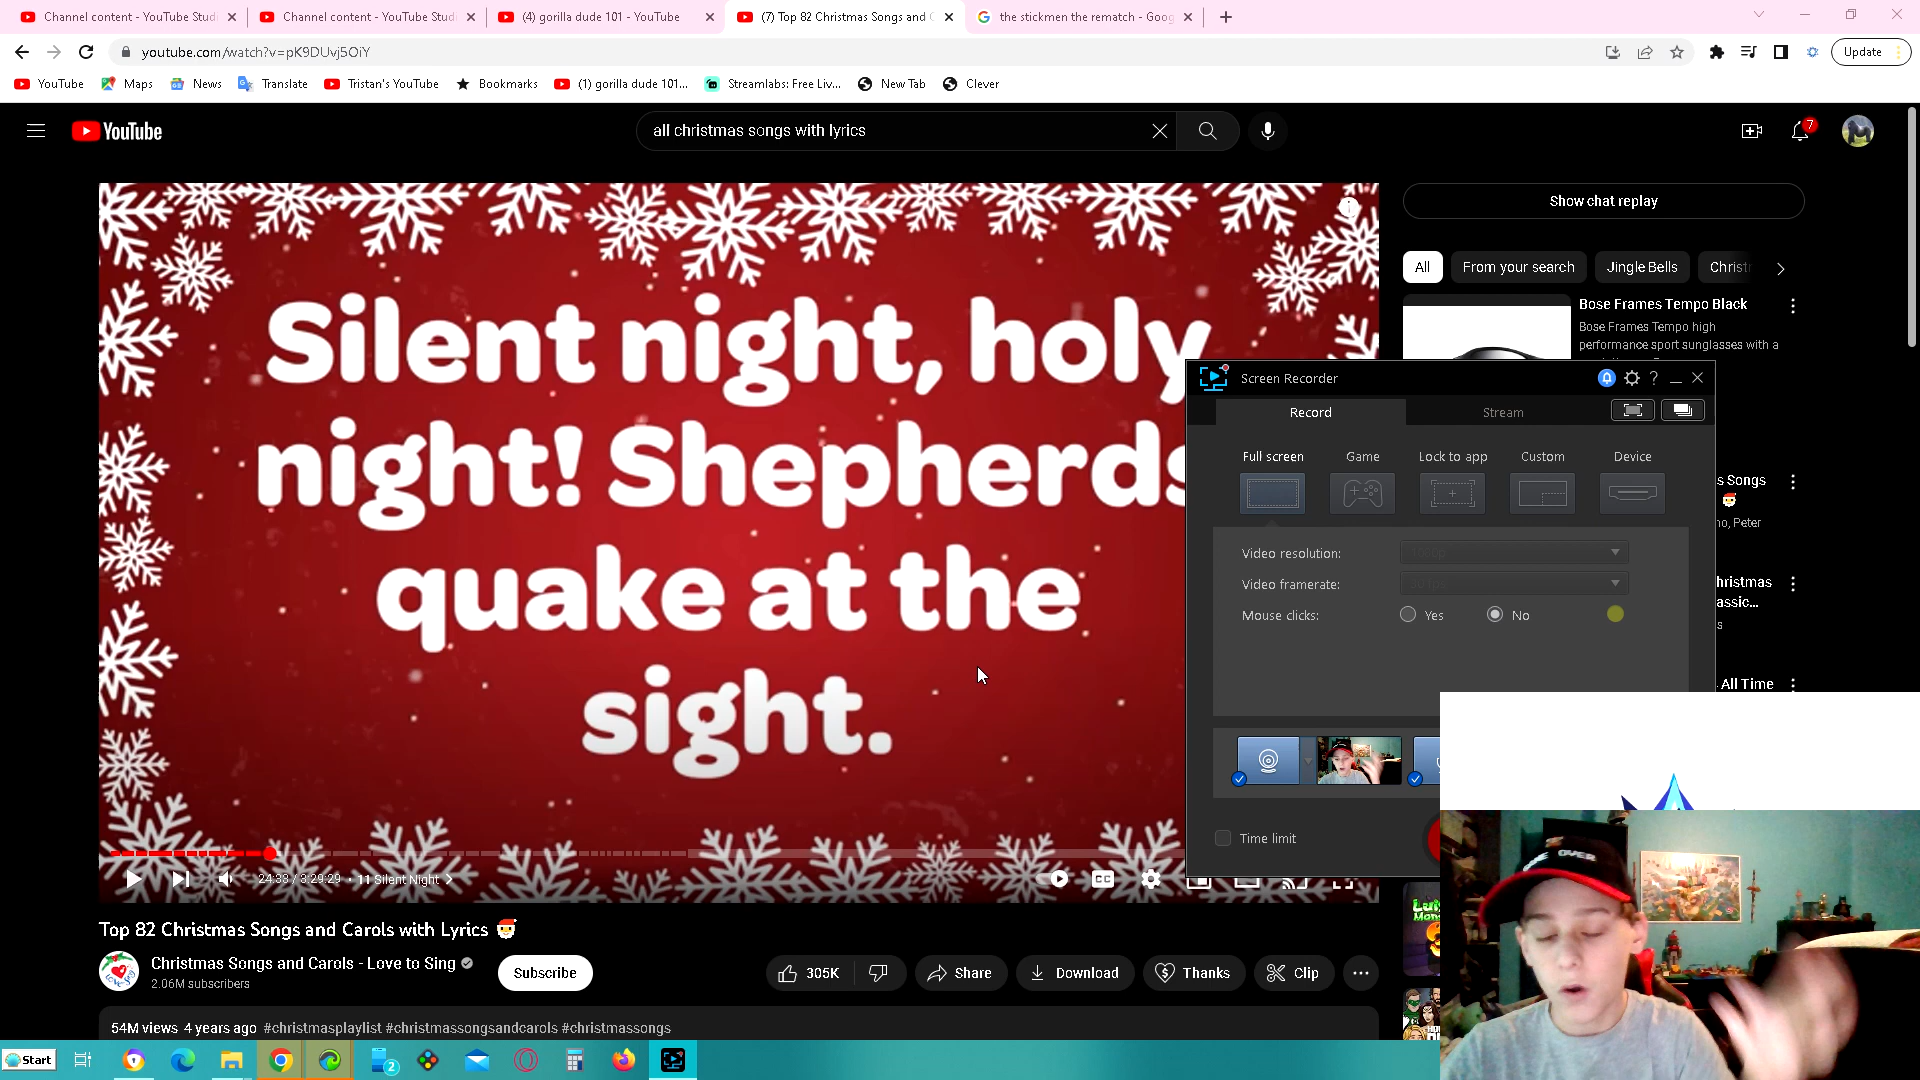 Channel content - YouTube Stud
Channel content - YouTube Studi
(4) gorilla dude 101 - YouTube
(7) Top 82 Christmas Songs and C
the stickmen the rematch - Goog
youtube.com/watch?v=pK9DUvj5OiY
Update
YouTube
Maps
News
Translate
Tristan's YouTube
Bookmarks
(1) gorilla dude 101...
Streamlabs: Free Liv...
New Tab
Clever
YouTube
all christmas songs with lyrics
7
Silent night, holy
night! Shepherds
quake at the
sight.
24:38 / 3:29:29 • 11 Silent Night
CC
Top 82 Christmas Songs and Carols with Lyrics
Christmas Songs and Carols - Love to Sing
2.06M subscribers
Subscribe
305K
Share
Download
Thanks
Clip
54M views 4 years ago #christmasplaylist #christmassongsandcarols #christmassongs
Show chat replay
All
From your search
Jingle Bells
Christ
Bose Frames Tempo Black
Bose Frames Tempo high
performance sport sunglasses with a
s Songs
no, Peter
hristmas
assic...
s
All Time
Screen Recorder
Record
Stream
Full screen
Game
Lock to app
Custom
Device
Video resolution:
Video framerate:
Mouse clicks:
Yes
No
Time limit
OVER
Start
2